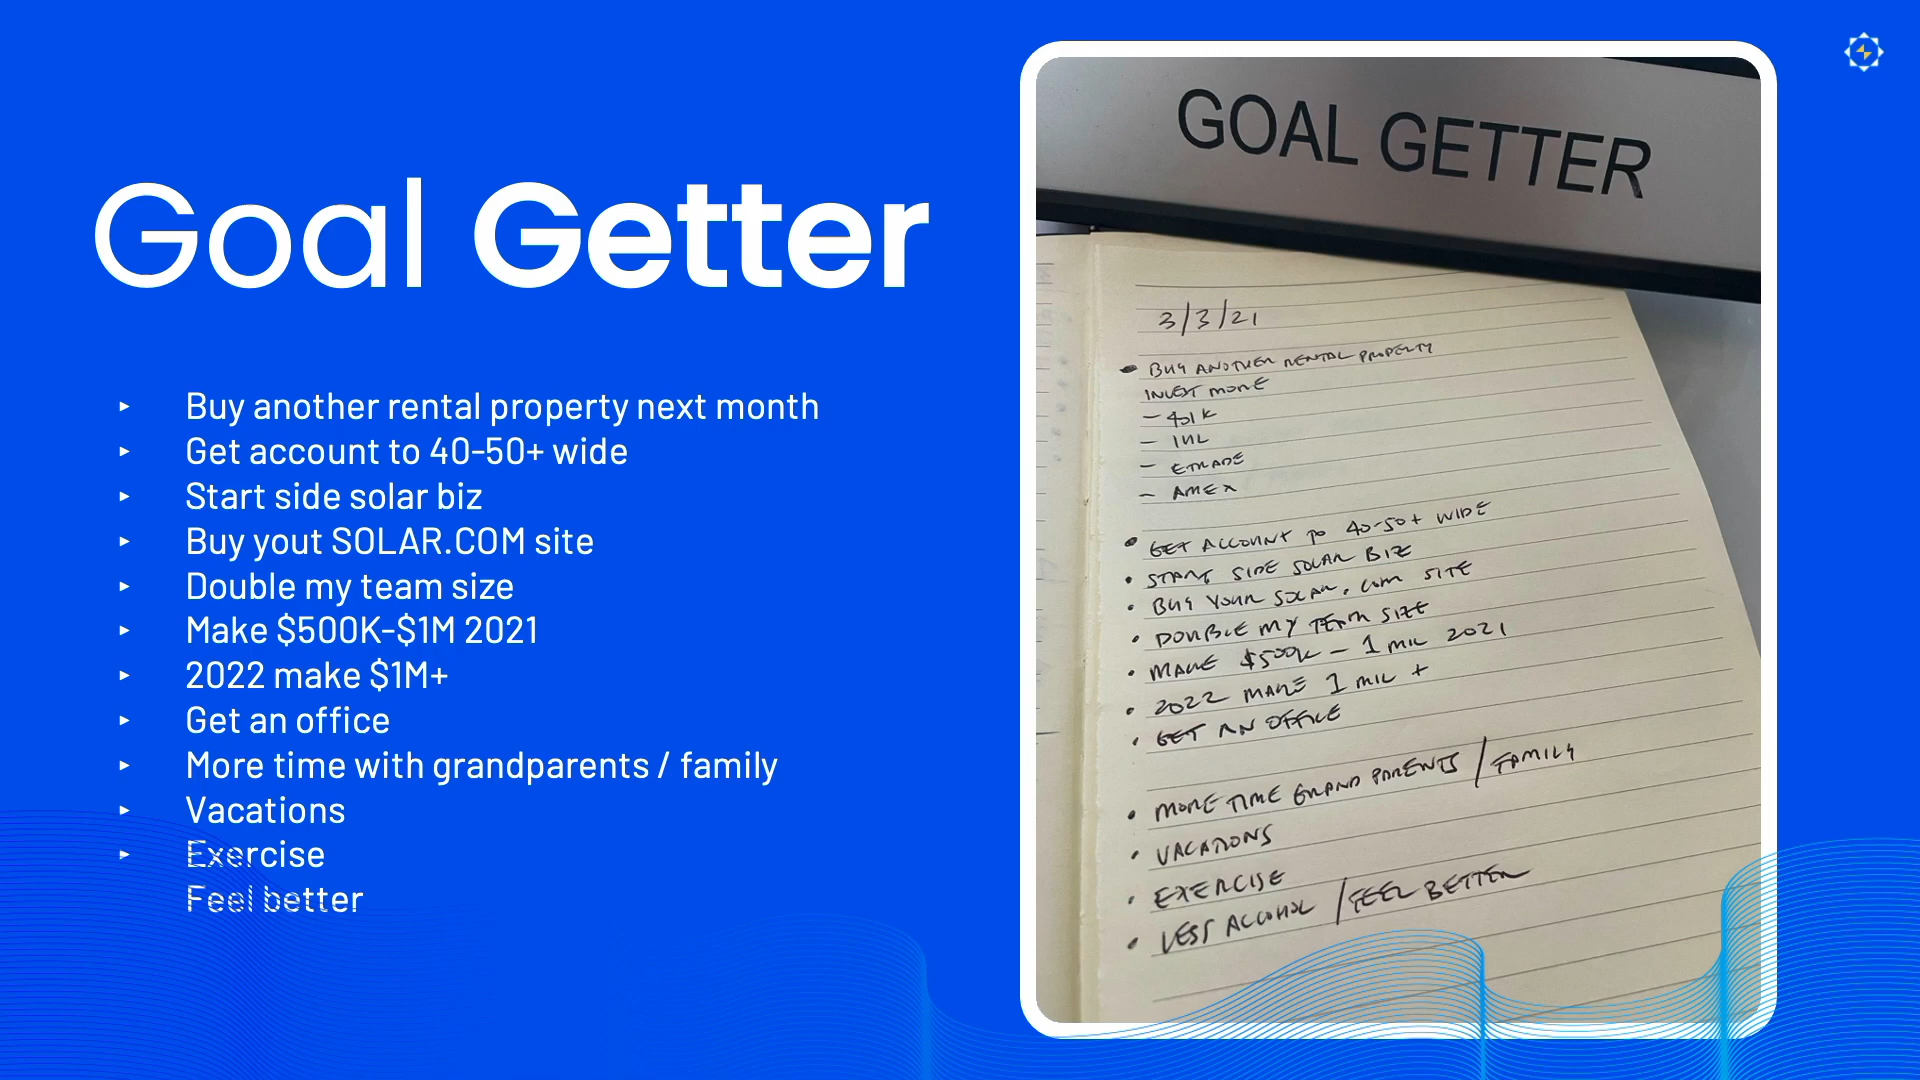 Goal Getter
Buy another rental property next month
Get account to 40-50+ wide
Start side solar biz
Buy yout SOLAR.COM site
Double my team size
Make $500K-$1M 2021
2022 make $1M+
Get an office
More time with grandparents / family
Vacations
Exercise
Feel better
GOAL GETTER
3/3/21
BUY ANOTHER RENTAL PROPERTY
INVEST MORE
- 401K
- IUL
- ETRADE
- AMEX
GET ACCOUNT TO 40-50+ WIDE
START SIDE SOLAR BIZ
BUY YOUR SOLAR.COM SITE
DOUBLE MY TEAM SIZE
MAKE $500K - 1 MIL 2021
2022 MAKE 1 MIL +
GET AN OFFICE
MORE TIME GRAND PARENTS / FAMILY
VACATIONS
EXERCISE
LESS ALCOHOL / FEEL BETTER